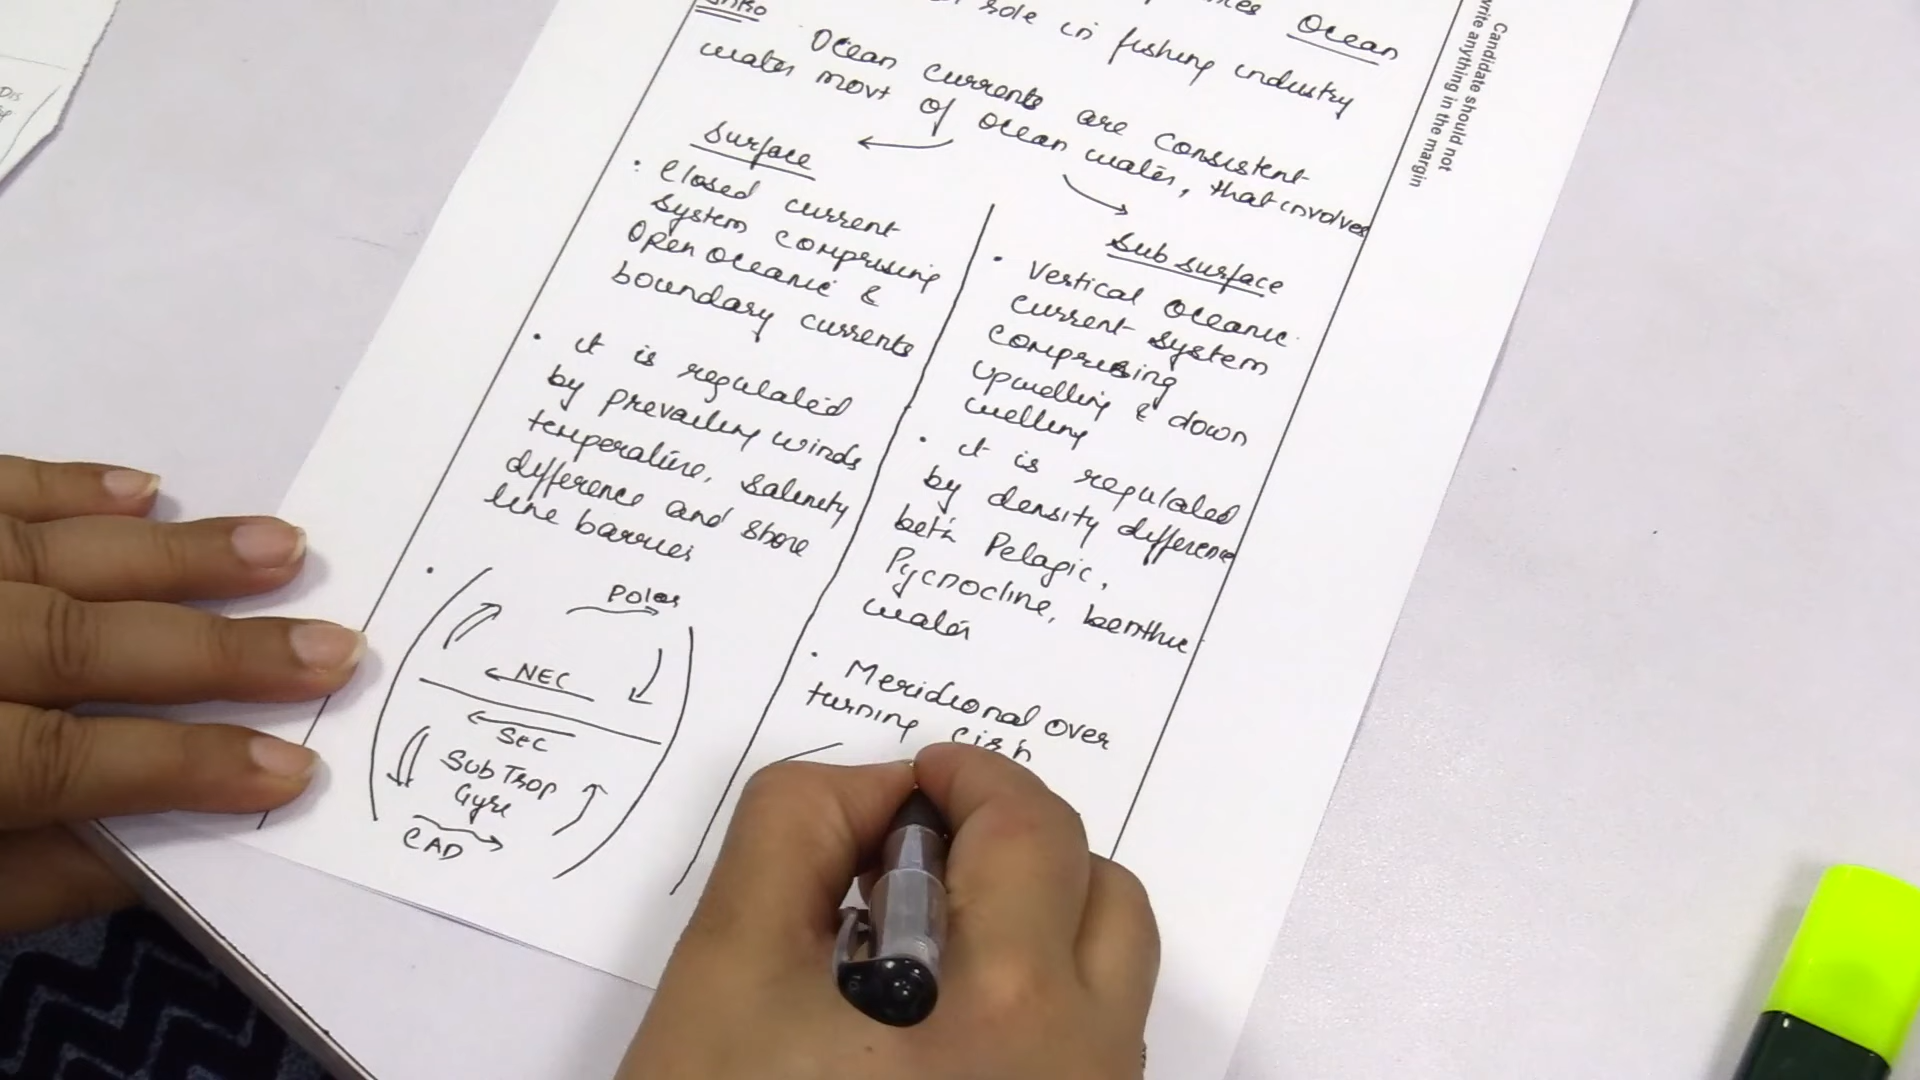 Ocean
role in fishing industry
Intro
Ocean currents are consistent
water movt of ocean water, that involves
Surface
Closed current
system comprising
open oceanic &
boundary currents
it is regulated
by prevailing winds
temperature, salinity
difference and shore
line barrier
Polar
NEC
SEC
Sub Trop
Gyre
CAD
Sub surface
Vertical oceanic
current system
comprising
upwelling & down
welling
it is regulated
by density difference
betn Pelagic,
Pycnocline, benthic
water
Meridional over
turning
Candidate should not
write anything in the margin
DIS